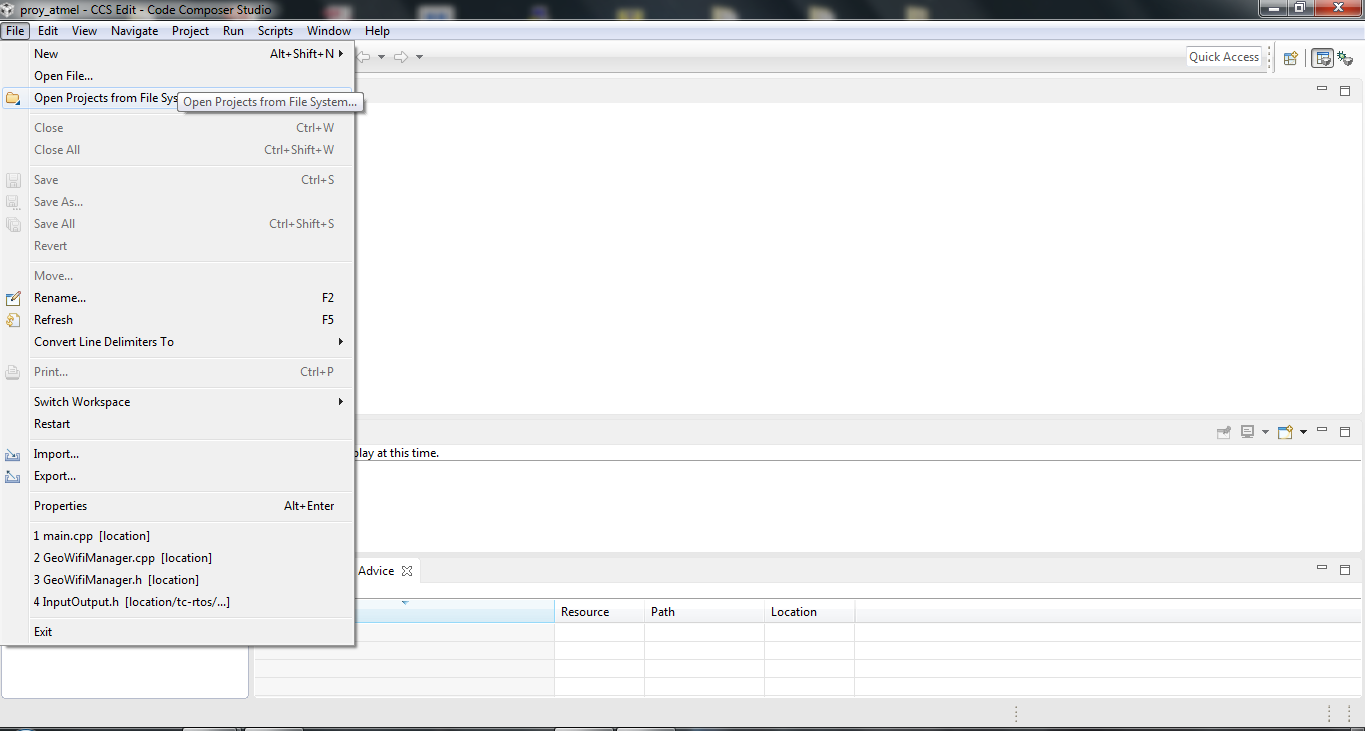 proy_atmel - CCS Edit - Code Composer Studio
File Edit View Navigate Project Run Scripts Window Help
New Alt+Shift+N
Quick Access
Open File...
Open Projects from File Sys
Open Projects from File System...
Close Ctrl+W
Close All Ctrl+Shift+W
Save Ctrl+S
Save As...
Save All Ctrl+Shift+S
Revert
Move...
Rename... F2
Refresh F5
Convert Line Delimiters To
Print... Ctrl+P
Switch Workspace
Restart
Import...
play at this time.
Export...
Properties Alt+Enter
1 main.cpp [location]
2 GeoWifiManager.cpp [location]
3 GeoWifiManager.h [location]
Advice
4 InputOutput.h [location/tc-rtos/...]
Resource Path Location
Exit